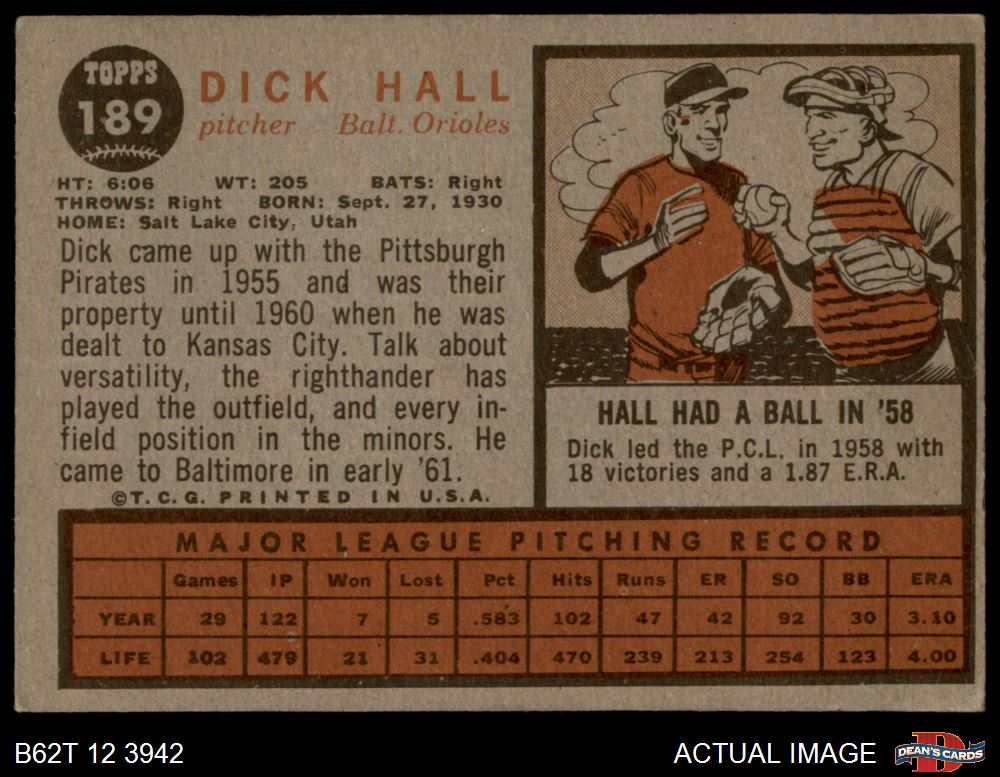 TOPPS
189
DICK HALL
pitcher Balt. Orioles
HT: 6:06 WT: 205 BATS: Right
THROWS: Right BORN: Sept. 27, 1930
HOME: Salt Lake City, Utah
Dick came up with the Pittsburgh
Pirates in 1955 and was their
property until 1960 when he was
dealt to Kansas City. Talk about
versatility, the righthander has
played the outfield, and every in-
field position in the minors. He
came to Baltimore in early '61.
©T.C.G. PRINTED IN U.S.A.
HALL HAD A BALL IN '58
Dick led the P.C.L. in 1958 with
18 victories and a 1.87 E.R.A.
MAJOR LEAGUE PITCHING RECORD
Games IP Won Lost Pct Hits Runs ER SO BB ERA
YEAR 29 122 7 5 .583 102 47 42 92 30 3.10
LIFE 102 479 21 31 .404 470 239 213 254 123 4.00
B62T 12 3942
ACTUAL IMAGE
D
DEAN'S CARDS